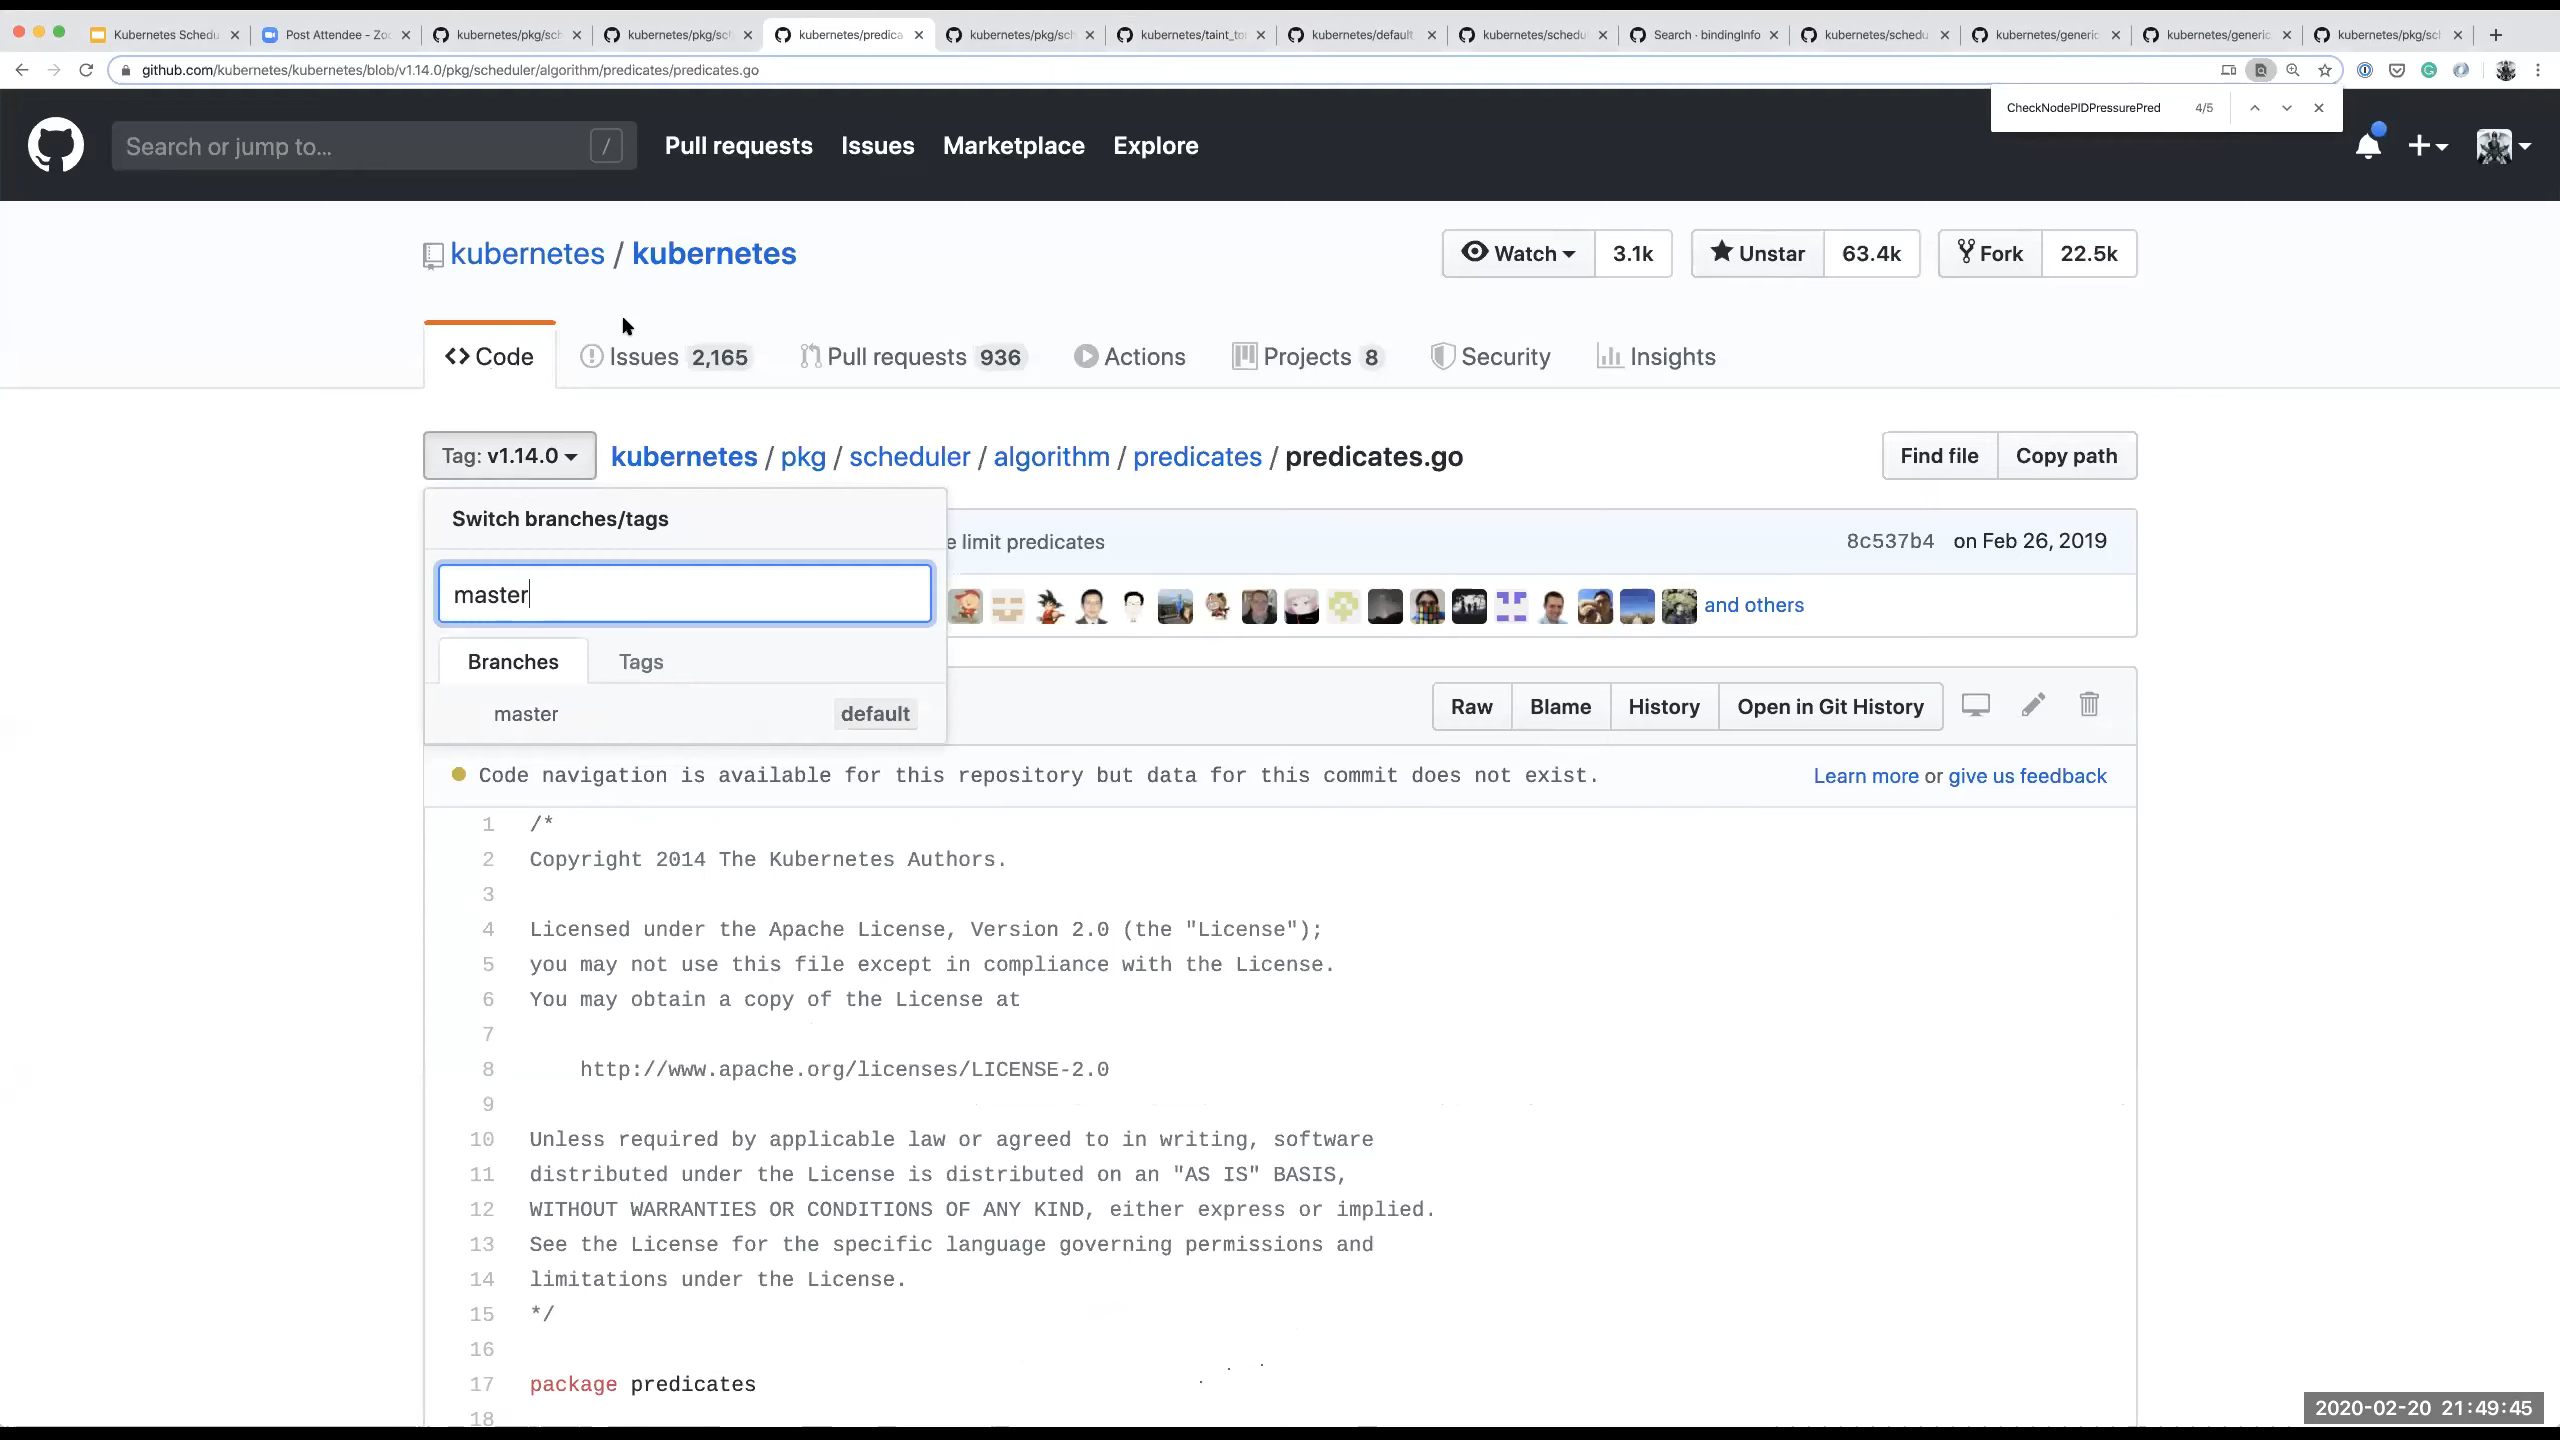 Kubernetes Schedu
Post Attendee - Zo
kubernetes/pkg/sch
kubernetes/pkg/sc
kubernetes/predica
kubernetes/pkg/sch
kubernetes/taint_to
kubernetes/default
kubernetes/schedu
Search · bindingInfo
kubernetes/schedu
kubernetes/generic
kubernetes/generic
kubernetes/pkg/sc
github.com/kubernetes/kubernetes/blob/v1.14.0/pkg/scheduler/algorithm/predicates/predicates.go
CheckNodePIDPressurePred 4/5
Search or jump to... /
Pull requests Issues Marketplace Explore
kubernetes / kubernetes
Watch 3.1k
Unstar 63.4k
Fork 22.5k
<> Code
Issues 2,165
Pull requests 936
Actions
Projects 8
Security
Insights
Tag: v1.14.0
kubernetes / pkg / scheduler / algorithm / predicates / predicates.go
Find file Copy path
Switch branches/tags
e limit predicates
8c537b4 on Feb 26, 2019
master
and others
Branches Tags
master default
Raw Blame History Open in Git History
Code navigation is available for this repository but data for this commit does not exist.
Learn more or give us feedback
1 /*
2 Copyright 2014 The Kubernetes Authors.
3
4 Licensed under the Apache License, Version 2.0 (the "License");
5 you may not use this file except in compliance with the License.
6 You may obtain a copy of the License at
7
8 http://www.apache.org/licenses/LICENSE-2.0
9
10 Unless required by applicable law or agreed to in writing, software
11 distributed under the License is distributed on an "AS IS" BASIS,
12 WITHOUT WARRANTIES OR CONDITIONS OF ANY KIND, either express or implied.
13 See the License for the specific language governing permissions and
14 limitations under the License.
15 */
16
17 package predicates
18
2020-02-20 21:49:45